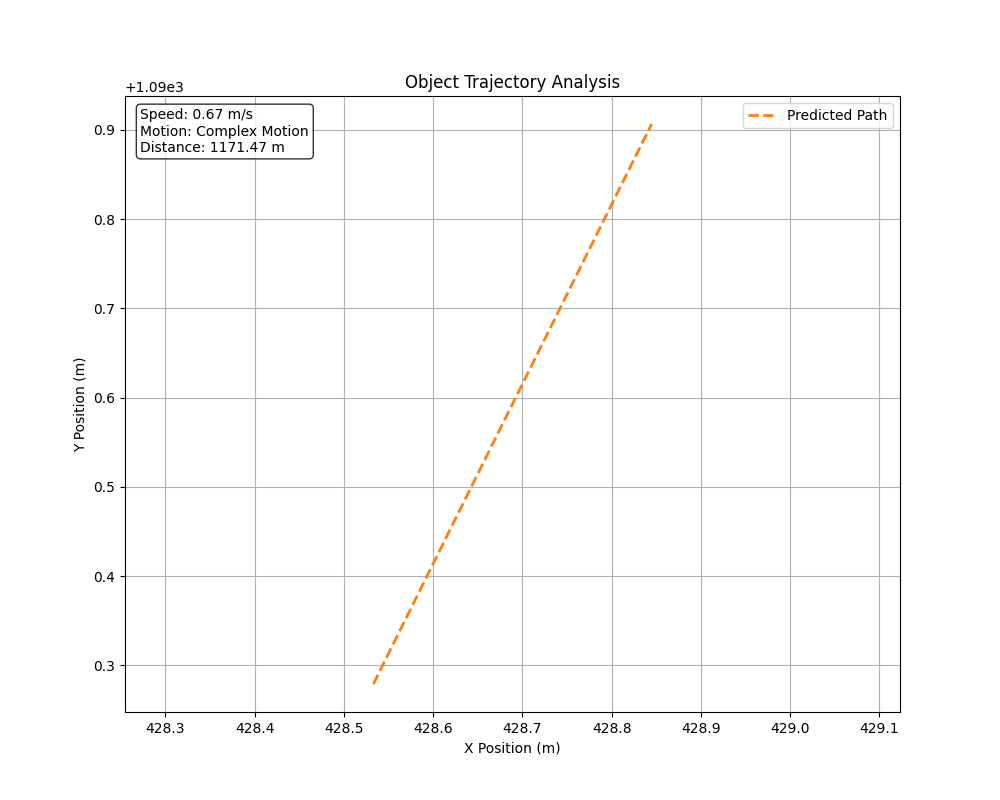 Object Trajectory Analysis
+1.09e3
Speed: 0.67 m/s
Motion: Complex Motion
Distance: 1171.47 m
Predicted Path
0.9
0.8
0.7
0.6
0.5
0.4
0.3
Y Position (m)
428.3 428.4 428.5 428.6 428.7 428.8 428.9 429.0 429.1
X Position (m)